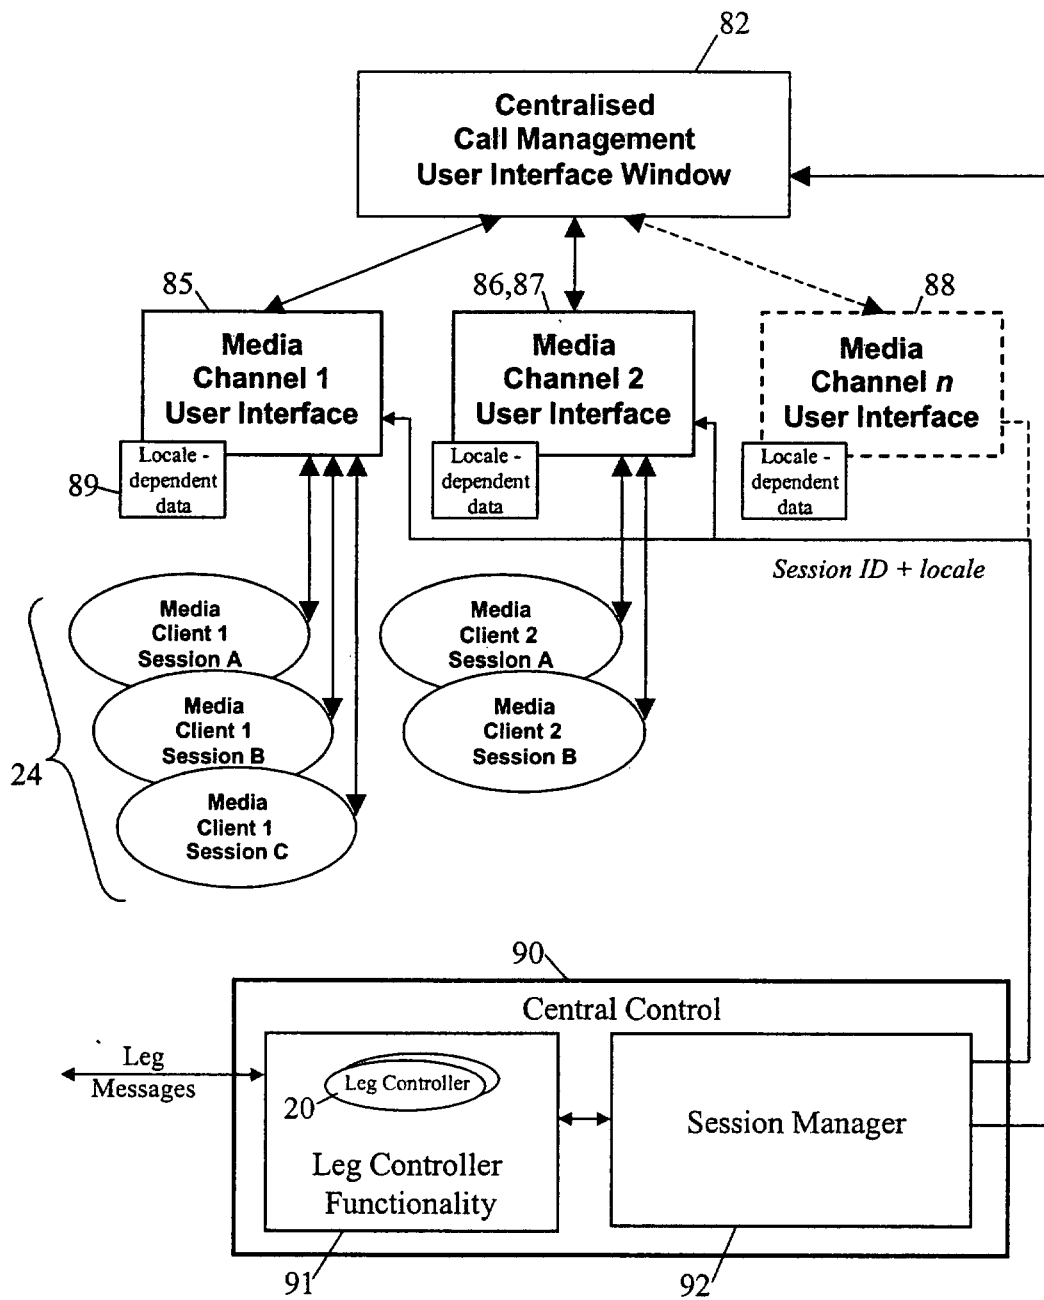 82
Centralised
Call Management
User Interface Window
85
86,87
88
Media
Channel 1
User Interface
Media
Channel 2
User Interface
Media
Channel n
User Interface
89
Locale -
dependent
data
Locale -
dependent
data
Locale -
dependent
data
Session ID + locale
24
Media
Client 1
Session A
Media
Client 1
Session B
Media
Client 1
Session C
Media
Client 2
Session A
Media
Client 2
Session B
90
Central Control
Leg
Messages
Leg Controller
20
Leg Controller
Functionality
Session Manager
91
92